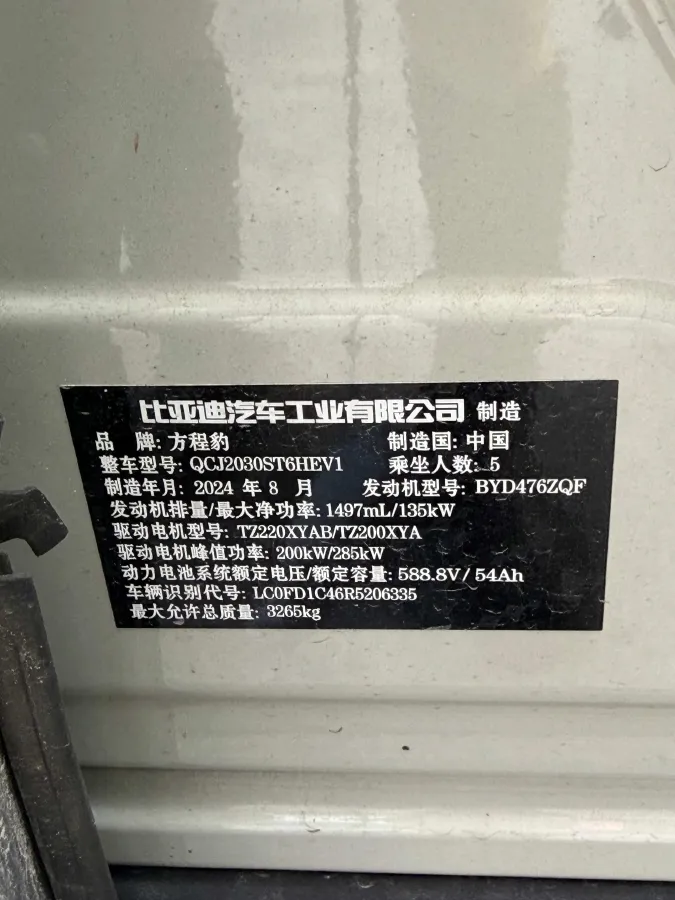 比亚迪汽车工业有限公司 制造
品 牌: 方程豹 制造国: 中国
整车型号: QCJ2030ST6HEV1 乘坐人数: 5
制造年月: 2024 年 8 月 发动机型号: BYD476ZQF
发动机排量/最大净功率: 1497mL/135kW
驱动电机型号: TZ220XYAB/TZ200XYA
驱动电机峰值功率: 200kW/285kW
动力电池系统额定电压/额定容量: 588.8V/54Ah
车辆识别代号: LC0FD1C46R5206335
最大允许总质量: 3265kg